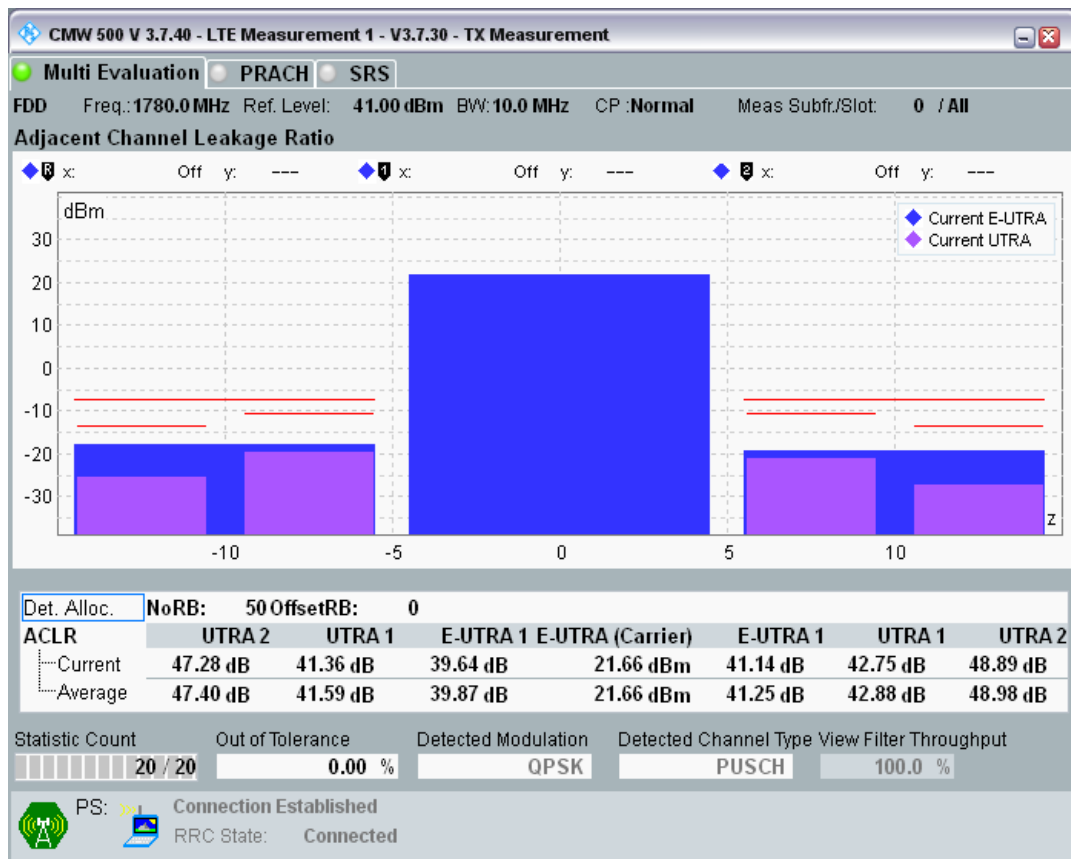 CMW 500 V 3.7.40 - LTE Measurement 1 - V3.7.30 - TX Measurement
Multi Evaluation PRACH SRS
FDD Freq.:1780.0 MHz Ref. Level: 41.00 dBm BW:10.0 MHz CP :Normal Meas Subfr./Slot: 0 / All
Adjacent Channel Leakage Ratio
R x: Off y: --- 1 x: Off y: --- 2 x: Off y: ---
dBm
Current E-UTRA
Current UTRA
30
20
10
0
-10
-20
-30
z
-10 -5 0 5 10
Det. Alloc. NoRB: 50 OffsetRB: 0
ACLR UTRA 2 UTRA 1 E-UTRA 1 E-UTRA (Carrier) E-UTRA 1 UTRA 1 UTRA 2
Current 47.28 dB 41.36 dB 39.64 dB 21.66 dBm 41.14 dB 42.75 dB 48.89 dB
Average 47.40 dB 41.59 dB 39.87 dB 21.66 dBm 41.25 dB 42.88 dB 48.98 dB
Statistic Count Out of Tolerance Detected Modulation Detected Channel Type View Filter Throughput
20 / 20 0.00 % QPSK PUSCH 100.0 %
PS: Connection Established
RRC State: Connected